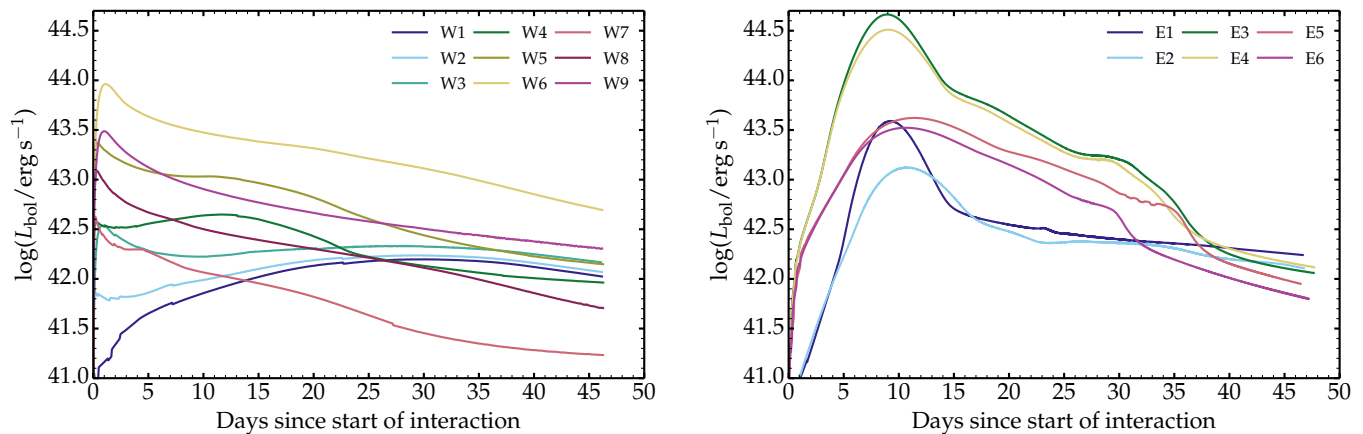 log(L_bol/erg s^−1)
44.5
44.0
43.5
43.0
42.5
42.0
41.5
41.0
W1 W4 W7
W2 W5 W8
W3 W6 W9
0 5 10 15 20 25 30 35 40 45 50
Days since start of interaction
log(L_bol/erg s^−1)
44.5
44.0
43.5
43.0
42.5
42.0
41.5
41.0
E1 E3 E5
E2 E4 E6
0 5 10 15 20 25 30 35 40 45 50
Days since start of interaction